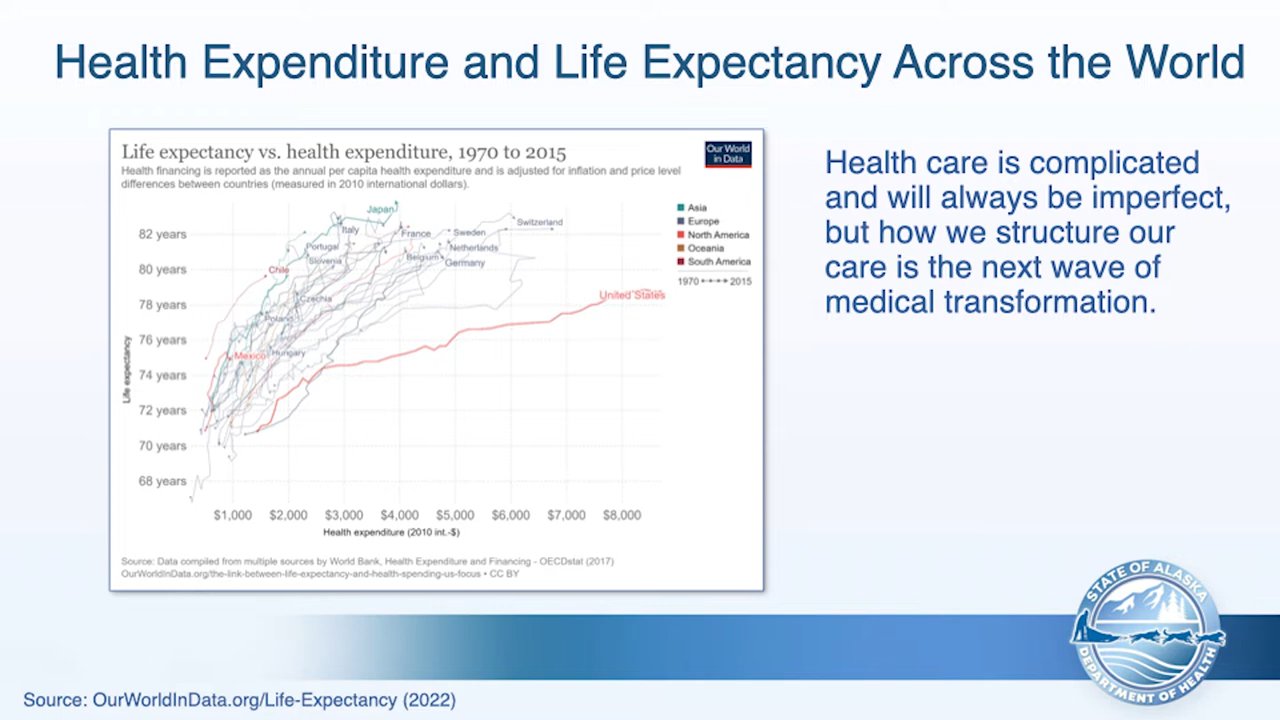 Health Expenditure and Life Expectancy Across the World
Life expectancy vs. health expenditure, 1970 to 2015
Health financing is reported as the annual per capita health expenditure and is adjusted for inflation and price level
differences between countries (measured in 2010 international dollars).
Our World
in Data
Health care is complicated
and will always be imperfect,
but how we structure our
care is the next wave of
medical transformation.
Asia
Europe
North America
Oceania
South America
1970 2015
Life expectancy
82 years
80 years
78 years
76 years
74 years
72 years
70 years
68 years
Japan
Switzerland
Italy
France
Sweden
Portugal
Netherlands
Slovenia
Belgium
Germany
Chile
Czechia
United States
Poland
Mexico
Hungary
$1,000 $2,000 $3,000 $4,000 $5,000 $6,000 $7,000 $8,000
Health expenditure (2010 int.-$)
Source: Data compiled from multiple sources by World Bank, Health Expenditure and Financing - OECDstat (2017)
OurWorldInData.org/the-link-between-life-expectancy-and-health-spending-us-focus • CC BY
STATE OF ALASKA
DEPARTMENT OF HEALTH
Source: OurWorldInData.org/Life-Expectancy (2022)